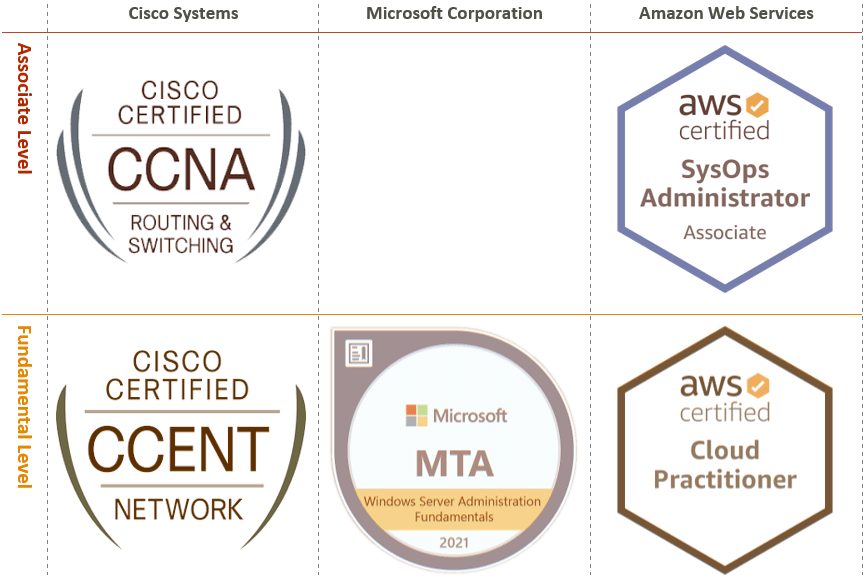 Cisco Systems
Microsoft Corporation
Amazon Web Services
Associate Level
CISCO
CERTIFIED
CCNA
ROUTING &
SWITCHING
aws
certified
SysOps
Administrator
Associate
Fundamental Level
CISCO
CERTIFIED
CCENT
NETWORK
Microsoft
MTA
Windows Server Administration
Fundamentals
2021
aws
certified
Cloud
Practitioner